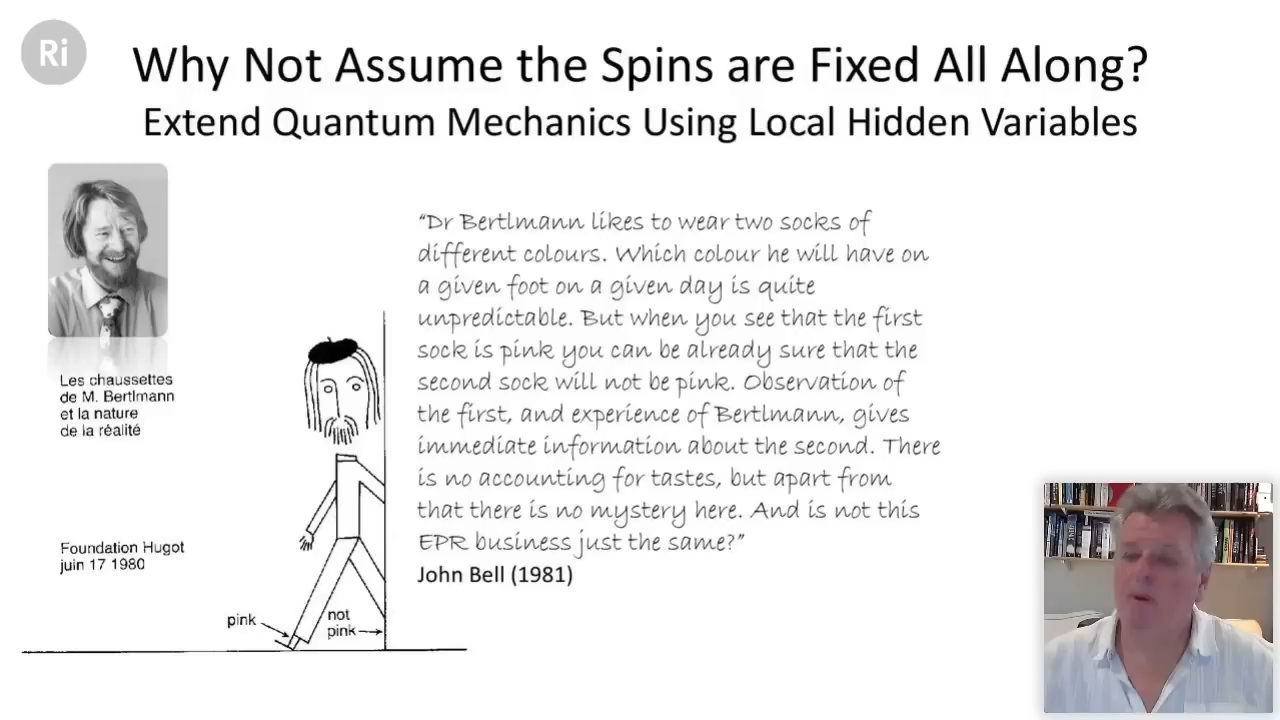 Ri
Why Not Assume the Spins are Fixed All Along?
Extend Quantum Mechanics Using Local Hidden Variables
Les chaussettes
de M. Bertlmann
et la nature
de la réalité
Foundation Hugot
juin 17 1980
pink
not
pink
“Dr Bertlmann likes to wear two socks of
different colours. Which colour he will have on
a given foot on a given day is quite
unpredictable. But when you see that the first
sock is pink you can be already sure that the
second sock will not be pink. Observation of
the first, and experience of Bertlmann, gives
immediate information about the second. There
is no accounting for tastes, but apart from
that there is no mystery here. And is not this
EPR business just the same?”
John Bell (1981)